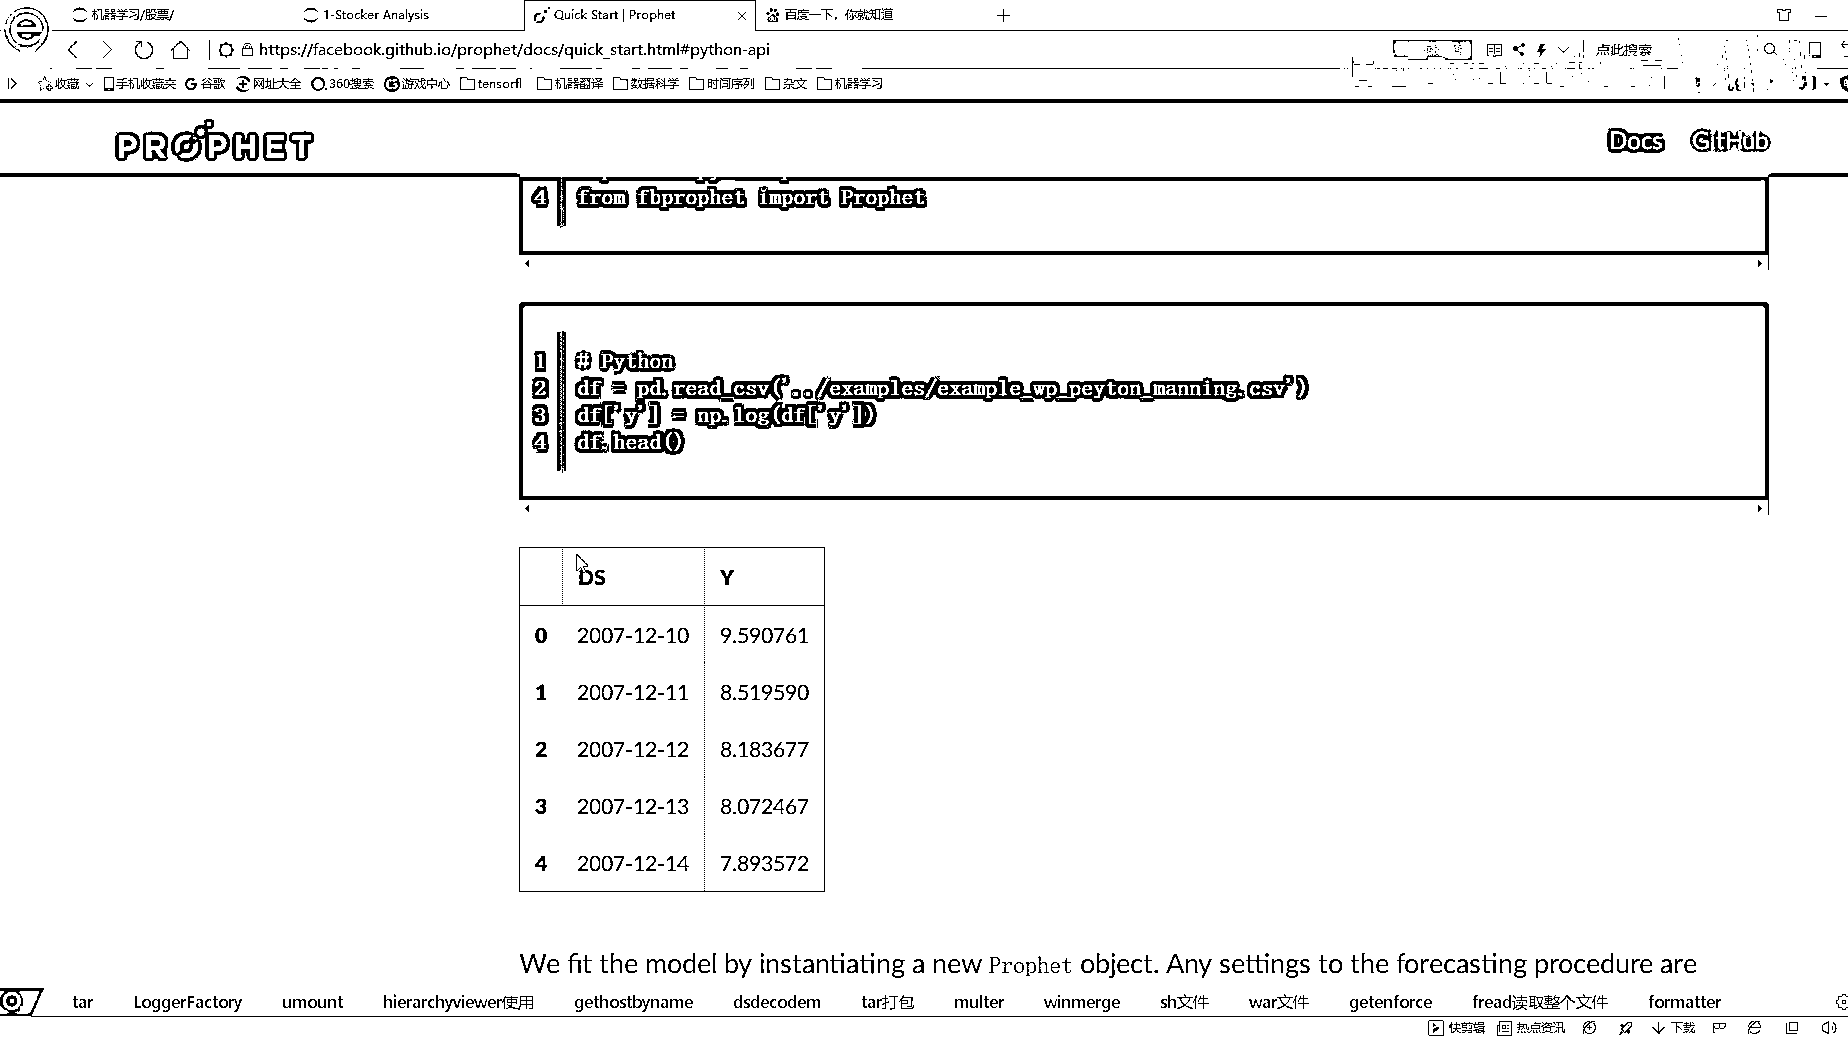 机器学习/股票/ 1-Stocker Analysis Quick Start | Prophet 百度一下，你就知道
https://facebook.github.io/prophet/docs/quick_start.html#python-api 点此搜索
收藏 手机收藏夹 谷歌 网址大全 360搜索 游戏中心 tensorfl 机器翻译 数据科学 时间序列 杂文 机器学习
PROPHET Docs GitHub
4 from fbprophet import Prophet
1 # Python
2 df = pd.read_csv('../examples/example_wp_peyton_manning.csv')
3 df['y'] = np.log(df['y'])
4 df.head()
DS Y
0 2007-12-10 9.590761
1 2007-12-11 8.519590
2 2007-12-12 8.183677
3 2007-12-13 8.072467
4 2007-12-14 7.893572
We fit the model by instantiating a new Prophet object. Any settings to the forecasting procedure are
tar LoggerFactory umount hierarchyviewer使用 gethostbyname dsdecodem tar打包 multer winmerge sh文件 war文件 getenforce fread读取整个文件 formatter
快剪辑 热点资讯 下载